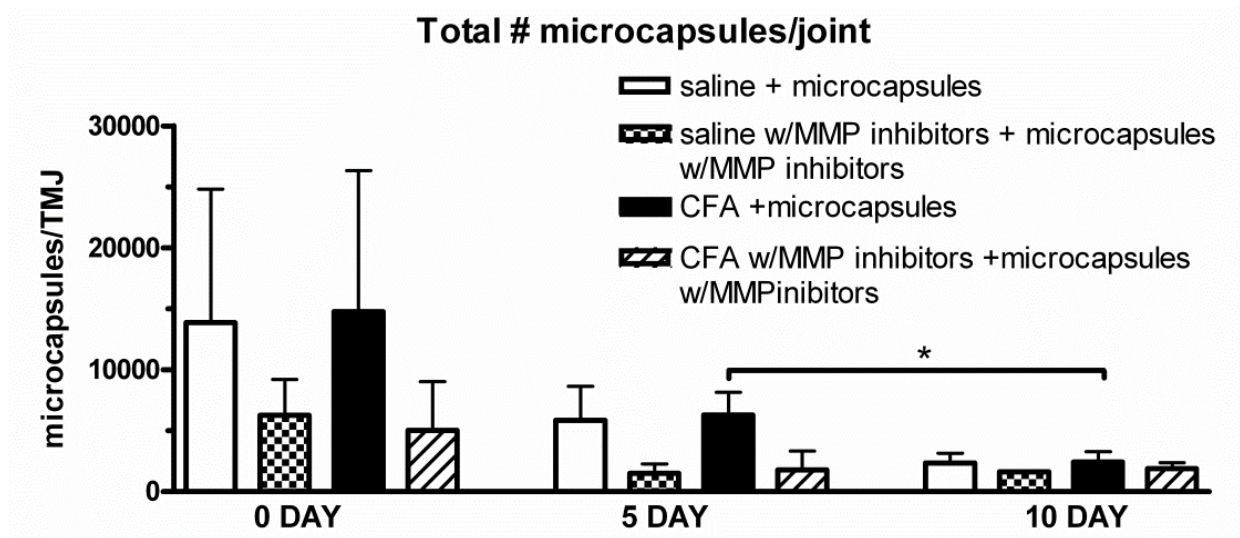 Total # microcapsules/joint
saline + microcapsules
saline w/MMP inhibitors + microcapsules
w/MMP inhibitors
CFA +microcapsules
CFA w/MMP inhibitors +microcapsules
w/MMPinibitors
microcapsules/TMJ
30000
20000
10000
0
*
0 DAY
5 DAY
10 DAY